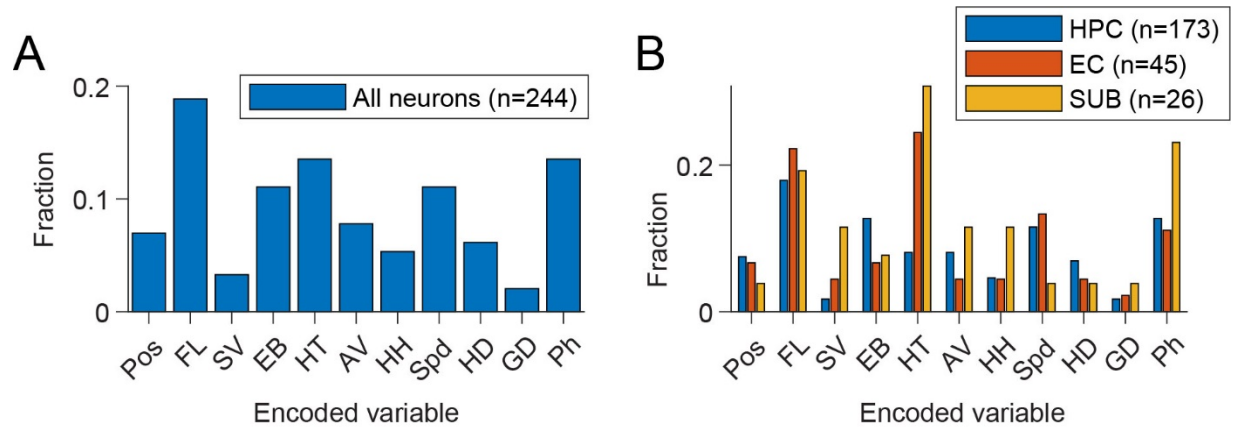 A
All neurons (n=244)
0.2
0.1
0
Fraction
Pos
FL
SV
EB
HT
AV
HH
Spd
HD
GD
Ph
Encoded variable
B
HPC (n=173)
EC (n=45)
SUB (n=26)
0.2
0
Fraction
Pos
FL
SV
EB
HT
AV
HH
Spd
HD
GD
Ph
Encoded variable